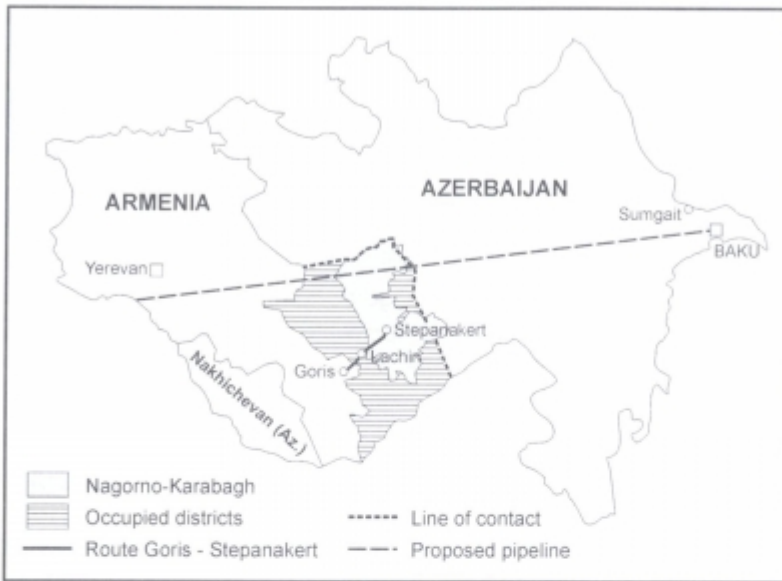 ARMENIA
AZERBAIJAN
Sumgait
BAKU
Yerevan
Stepanakert
Lachin
Goris
Nakhichevan (Az.)
Nagorno-Karabagh
Occupied districts
Line of contact
Route Goris - Stepanakert
Proposed pipeline